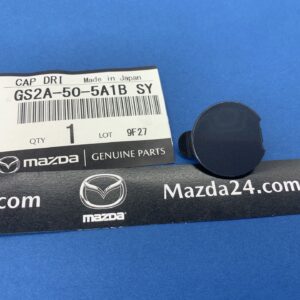 CAP DRI Made in Japan
GS2A-50-5A1B SY
QTY 1 LOT 9F27
mazda GENUINE PARTS
mazda
Mazda24.com